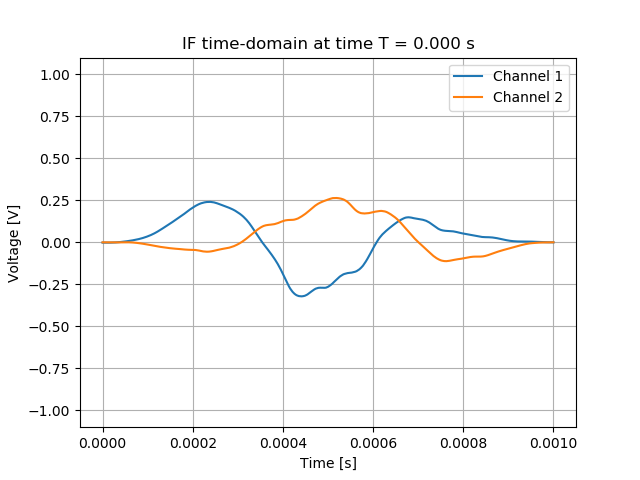 IF time-domain at time T = 0.000 s
Channel 1
Channel 2
1.00
0.75
0.50
0.25
0.00
−0.25
−0.50
−0.75
−1.00
Voltage [V]
0.0000 0.0002 0.0004 0.0006 0.0008 0.0010
Time [s]